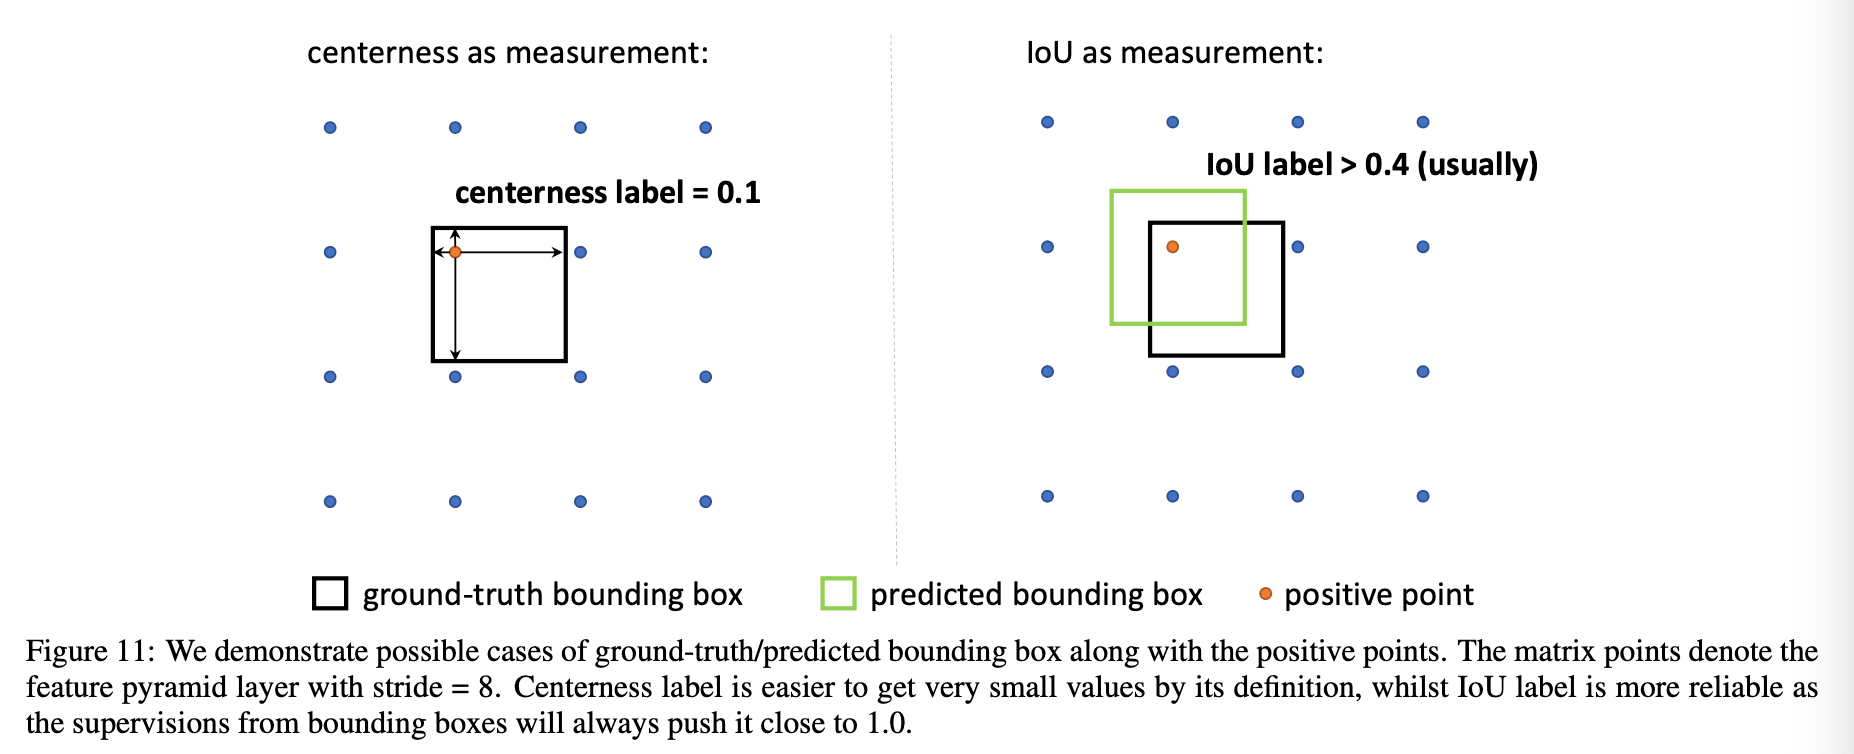 centerness as measurement:
IoU as measurement:
centerness label = 0.1
IoU label > 0.4 (usually)
ground-truth bounding box
predicted bounding box
positive point
Figure 11: We demonstrate possible cases of ground-truth/predicted bounding box along with the positive points. The matrix points denote the
feature pyramid layer with stride = 8. Centerness label is easier to get very small values by its definition, whilst IoU label is more reliable as
the supervisions from bounding boxes will always push it close to 1.0.